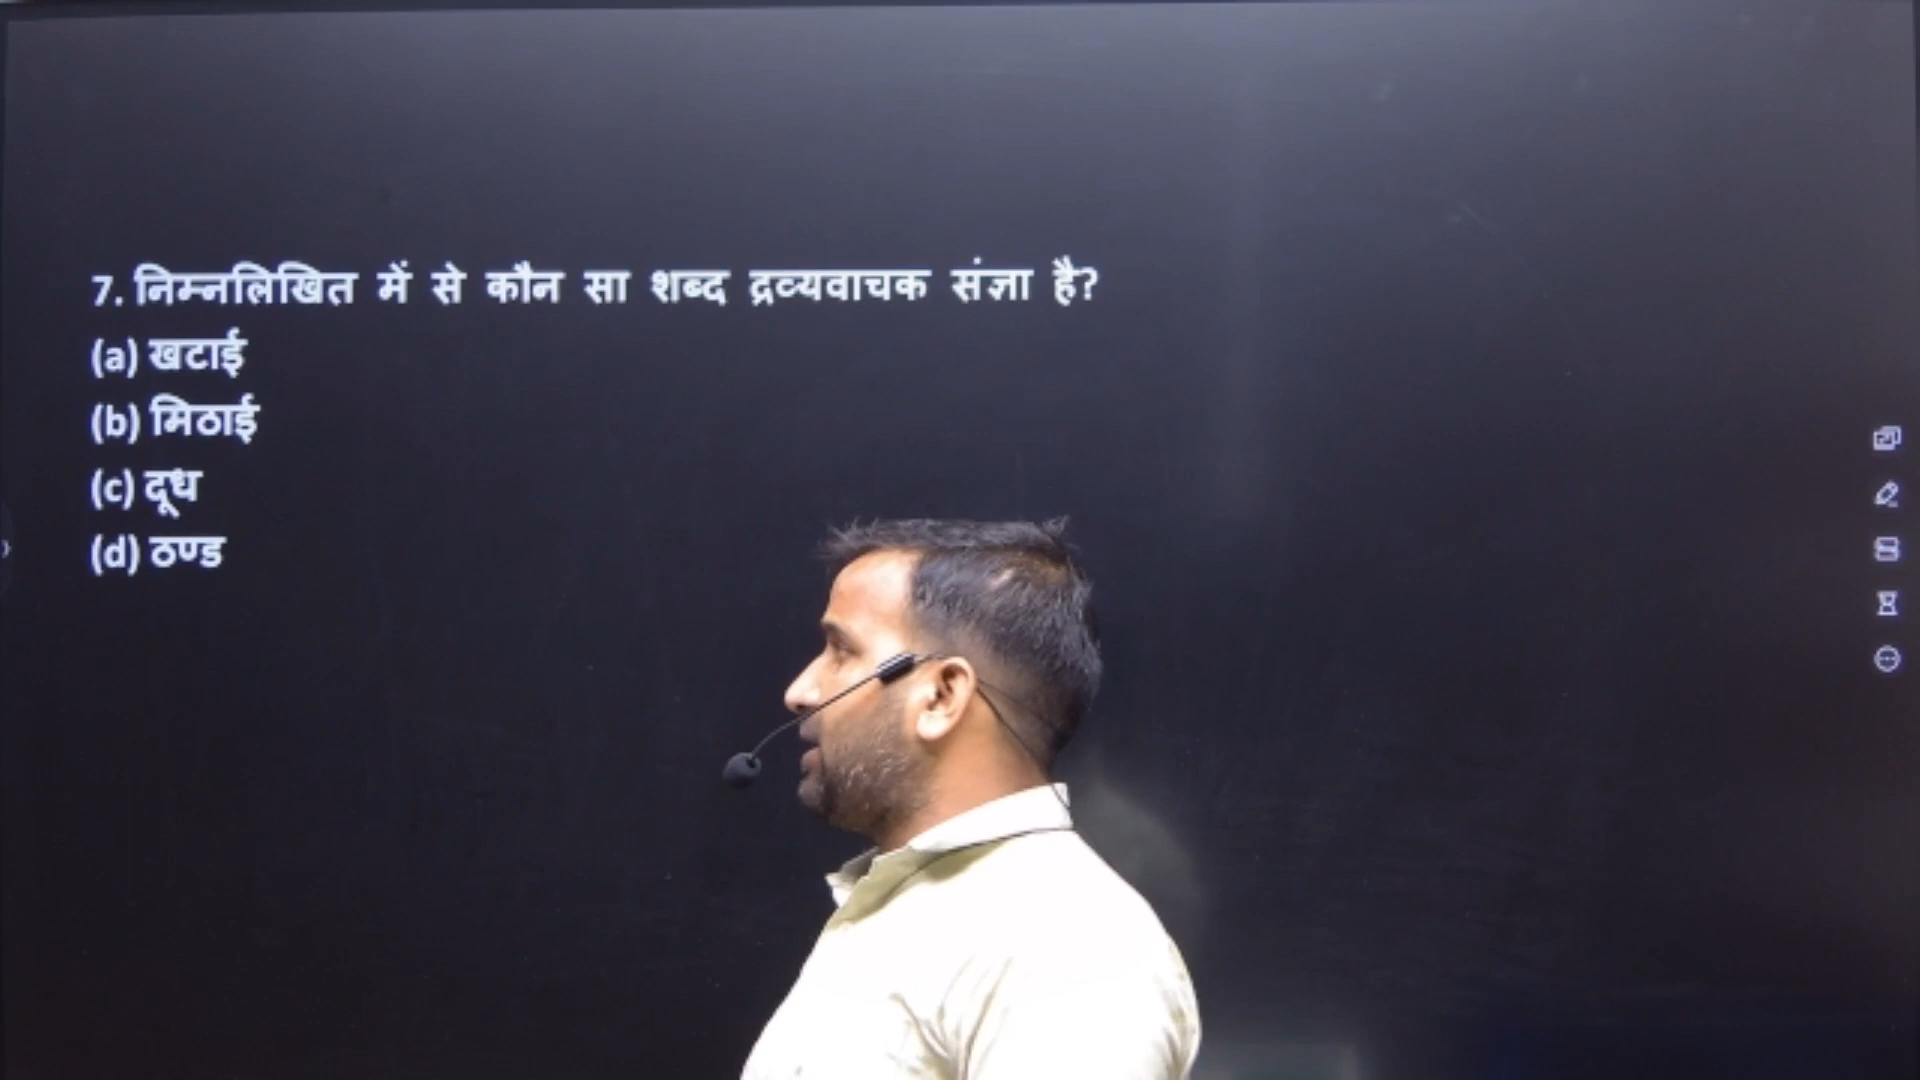 7. निम्नलिखित में से कौन सा शब्द द्रव्यवाचक संज्ञा है?
(a) खटाई
(b) मिठाई
(c) दूध
(d) ठण्ड